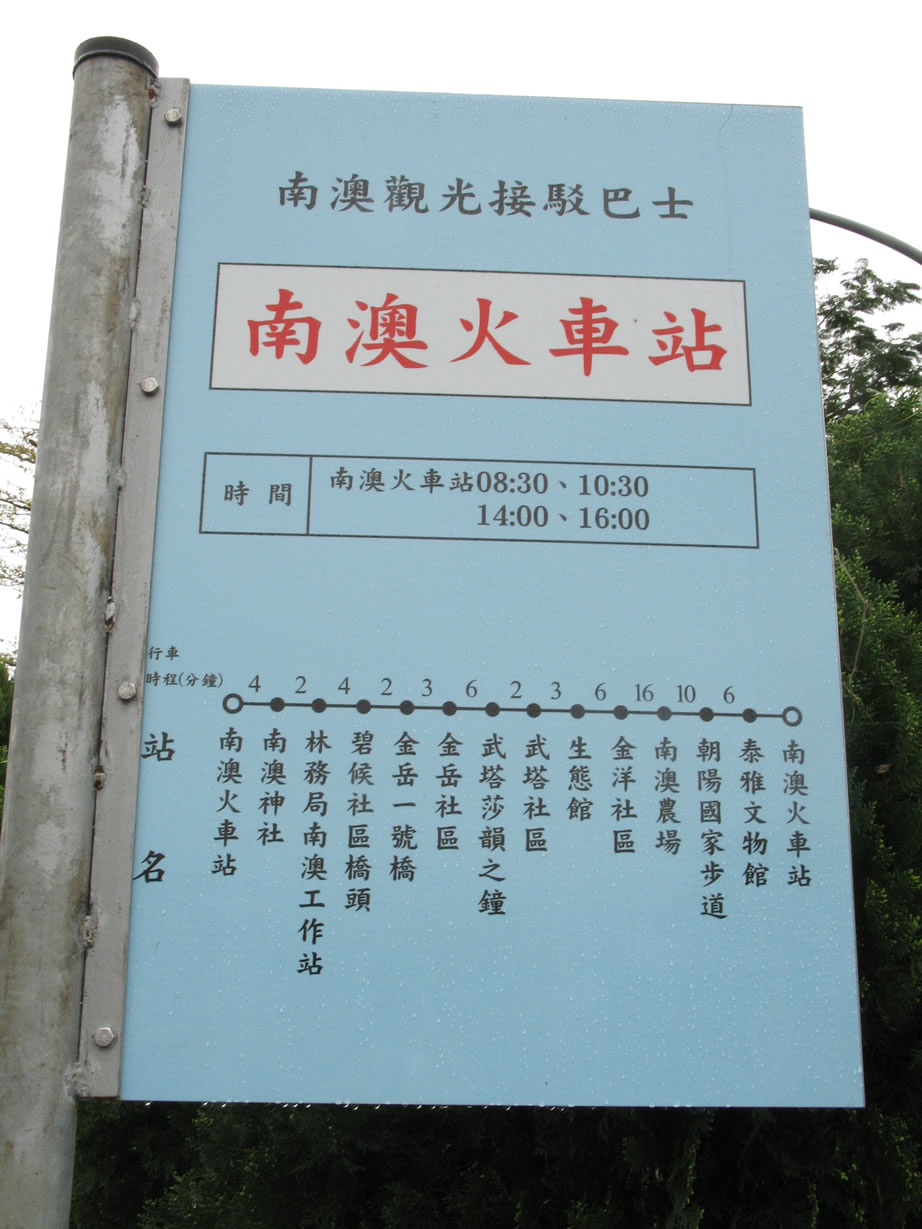 南澳觀光接駁巴士
南澳火車站
時間
南澳火車站08:30、10:30
14:00、16:00
行車
時程(分鐘)
4 2 4 2 3 6 2 3 6 16 10 6
站名
南澳火車站
南澳神社
林務局南澳工作站
碧候社區橋頭
金岳一號橋
金岳社區
武塔莎韻之鐘
武塔社區
生態館
金洋社區
南澳農場
朝陽國家步道
泰雅文物館
南澳火車站